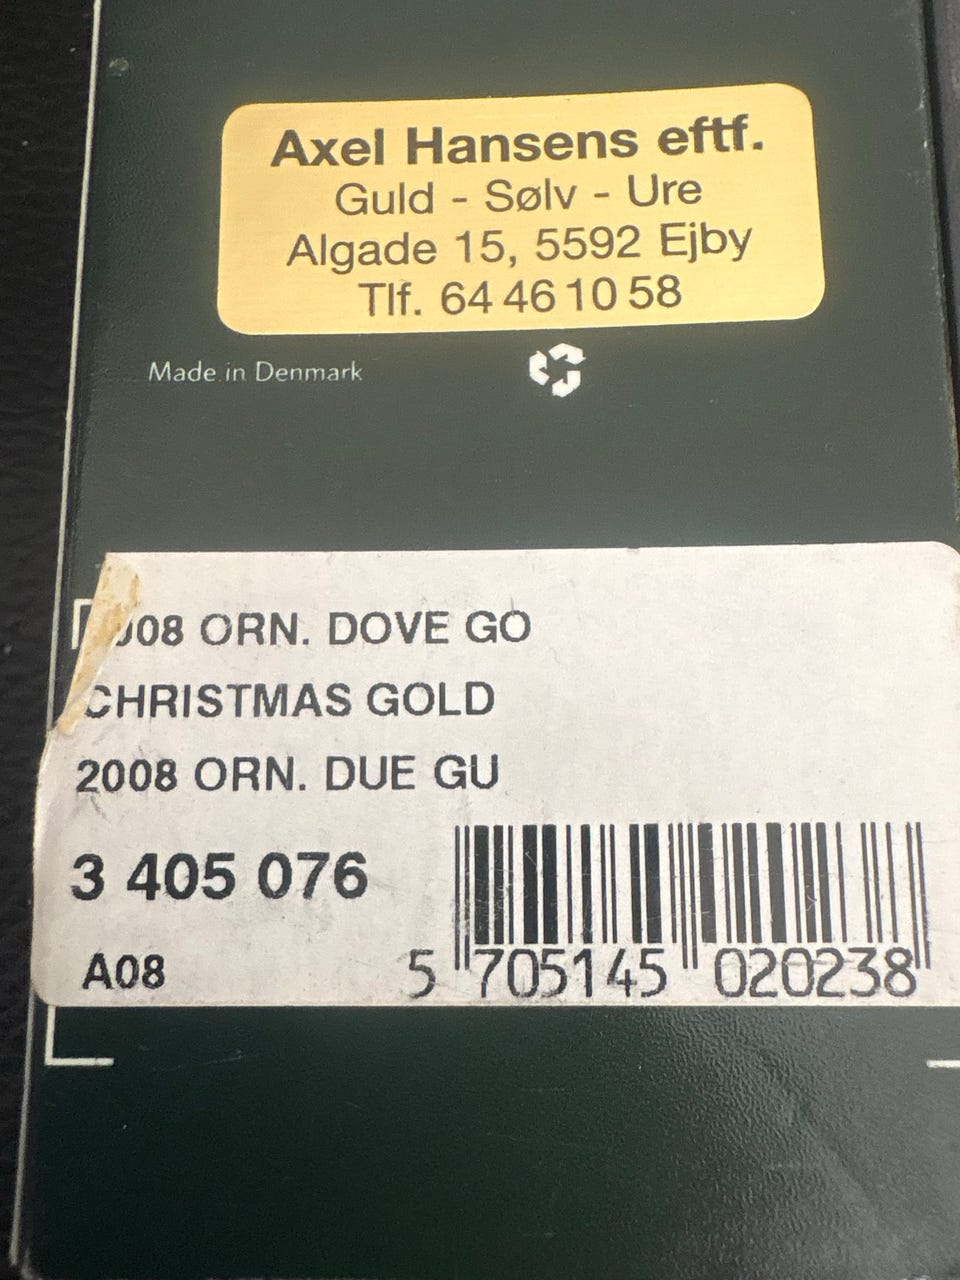 Axel Hansens eftf.
Guld - Sølv - Ure
Algade 15, 5592 Ejby
Tlf. 64 46 10 58
Made in Denmark
008 ORN. DOVE GO
CHRISTMAS GOLD
2008 ORN. DUE GU
3 405 076
A08
5 705145 020238